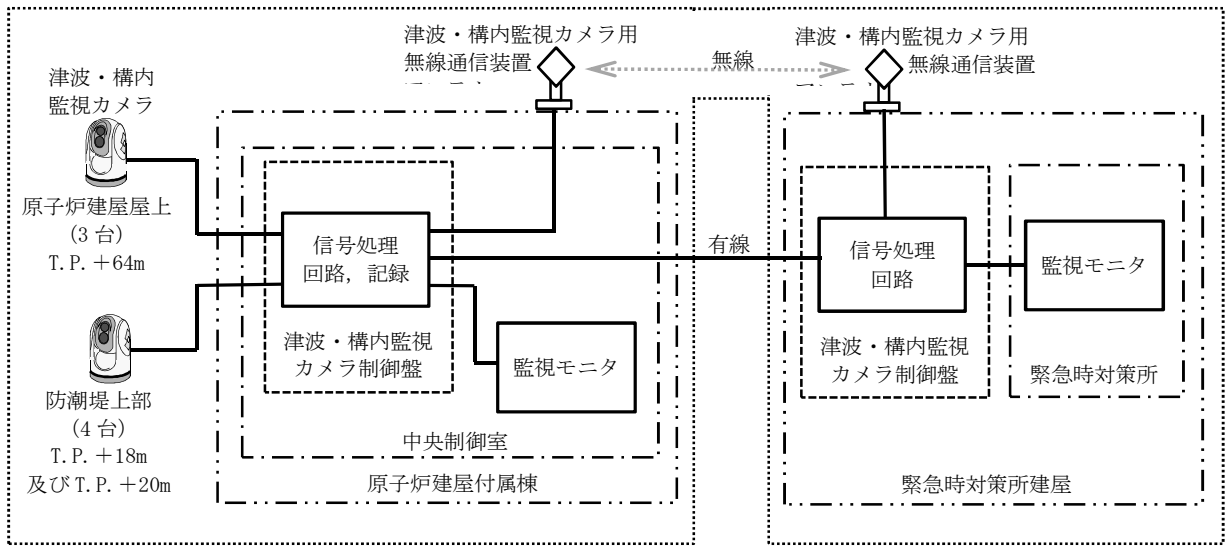 津波・構内監視カメラ用
無線通信装置
無線
津波・構内監視カメラ用
無線通信装置
津波・構内
監視カメラ
原子炉建屋屋上
(3 台)
T.P.+64m
信号処理
回路，記録
津波・構内監視
カメラ制御盤
監視モニタ
中央制御室
原子炉建屋付属棟
防潮堤上部
(4 台)
T.P.+18m
及び T.P.+20m
有線
信号処理
回路
津波・構内監視
カメラ制御盤
監視モニタ
緊急時対策所
緊急時対策所建屋